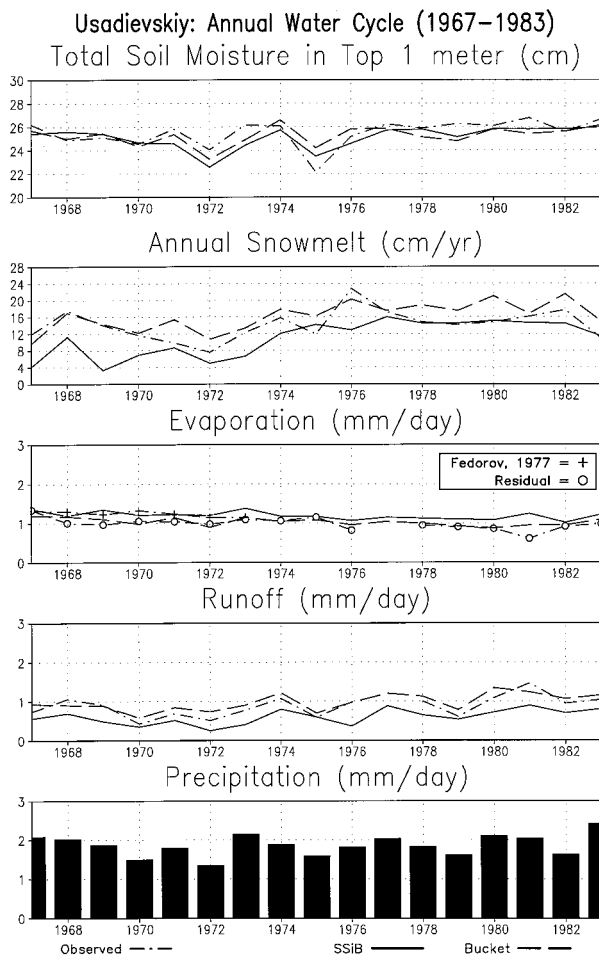 Usadievskiy: Annual Water Cycle (1967–1983)
Total Soil Moisture in Top 1 meter (cm)
30
28
26
24
22
20
1968 1970 1972 1974 1976 1978 1980 1982
Annual Snowmelt (cm/yr)
28
24
20
16
12
8
4
0
1968 1970 1972 1974 1976 1978 1980 1982
Evaporation (mm/day)
3
2
1
0
Fedorov, 1977 = +
Residual = o
1968 1970 1972 1974 1976 1978 1980 1982
Runoff (mm/day)
3
2
1
0
1968 1970 1972 1974 1976 1978 1980 1982
Precipitation (mm/day)
3
2
1
0
1968 1970 1972 1974 1976 1978 1980 1982
Observed SSiB Bucket